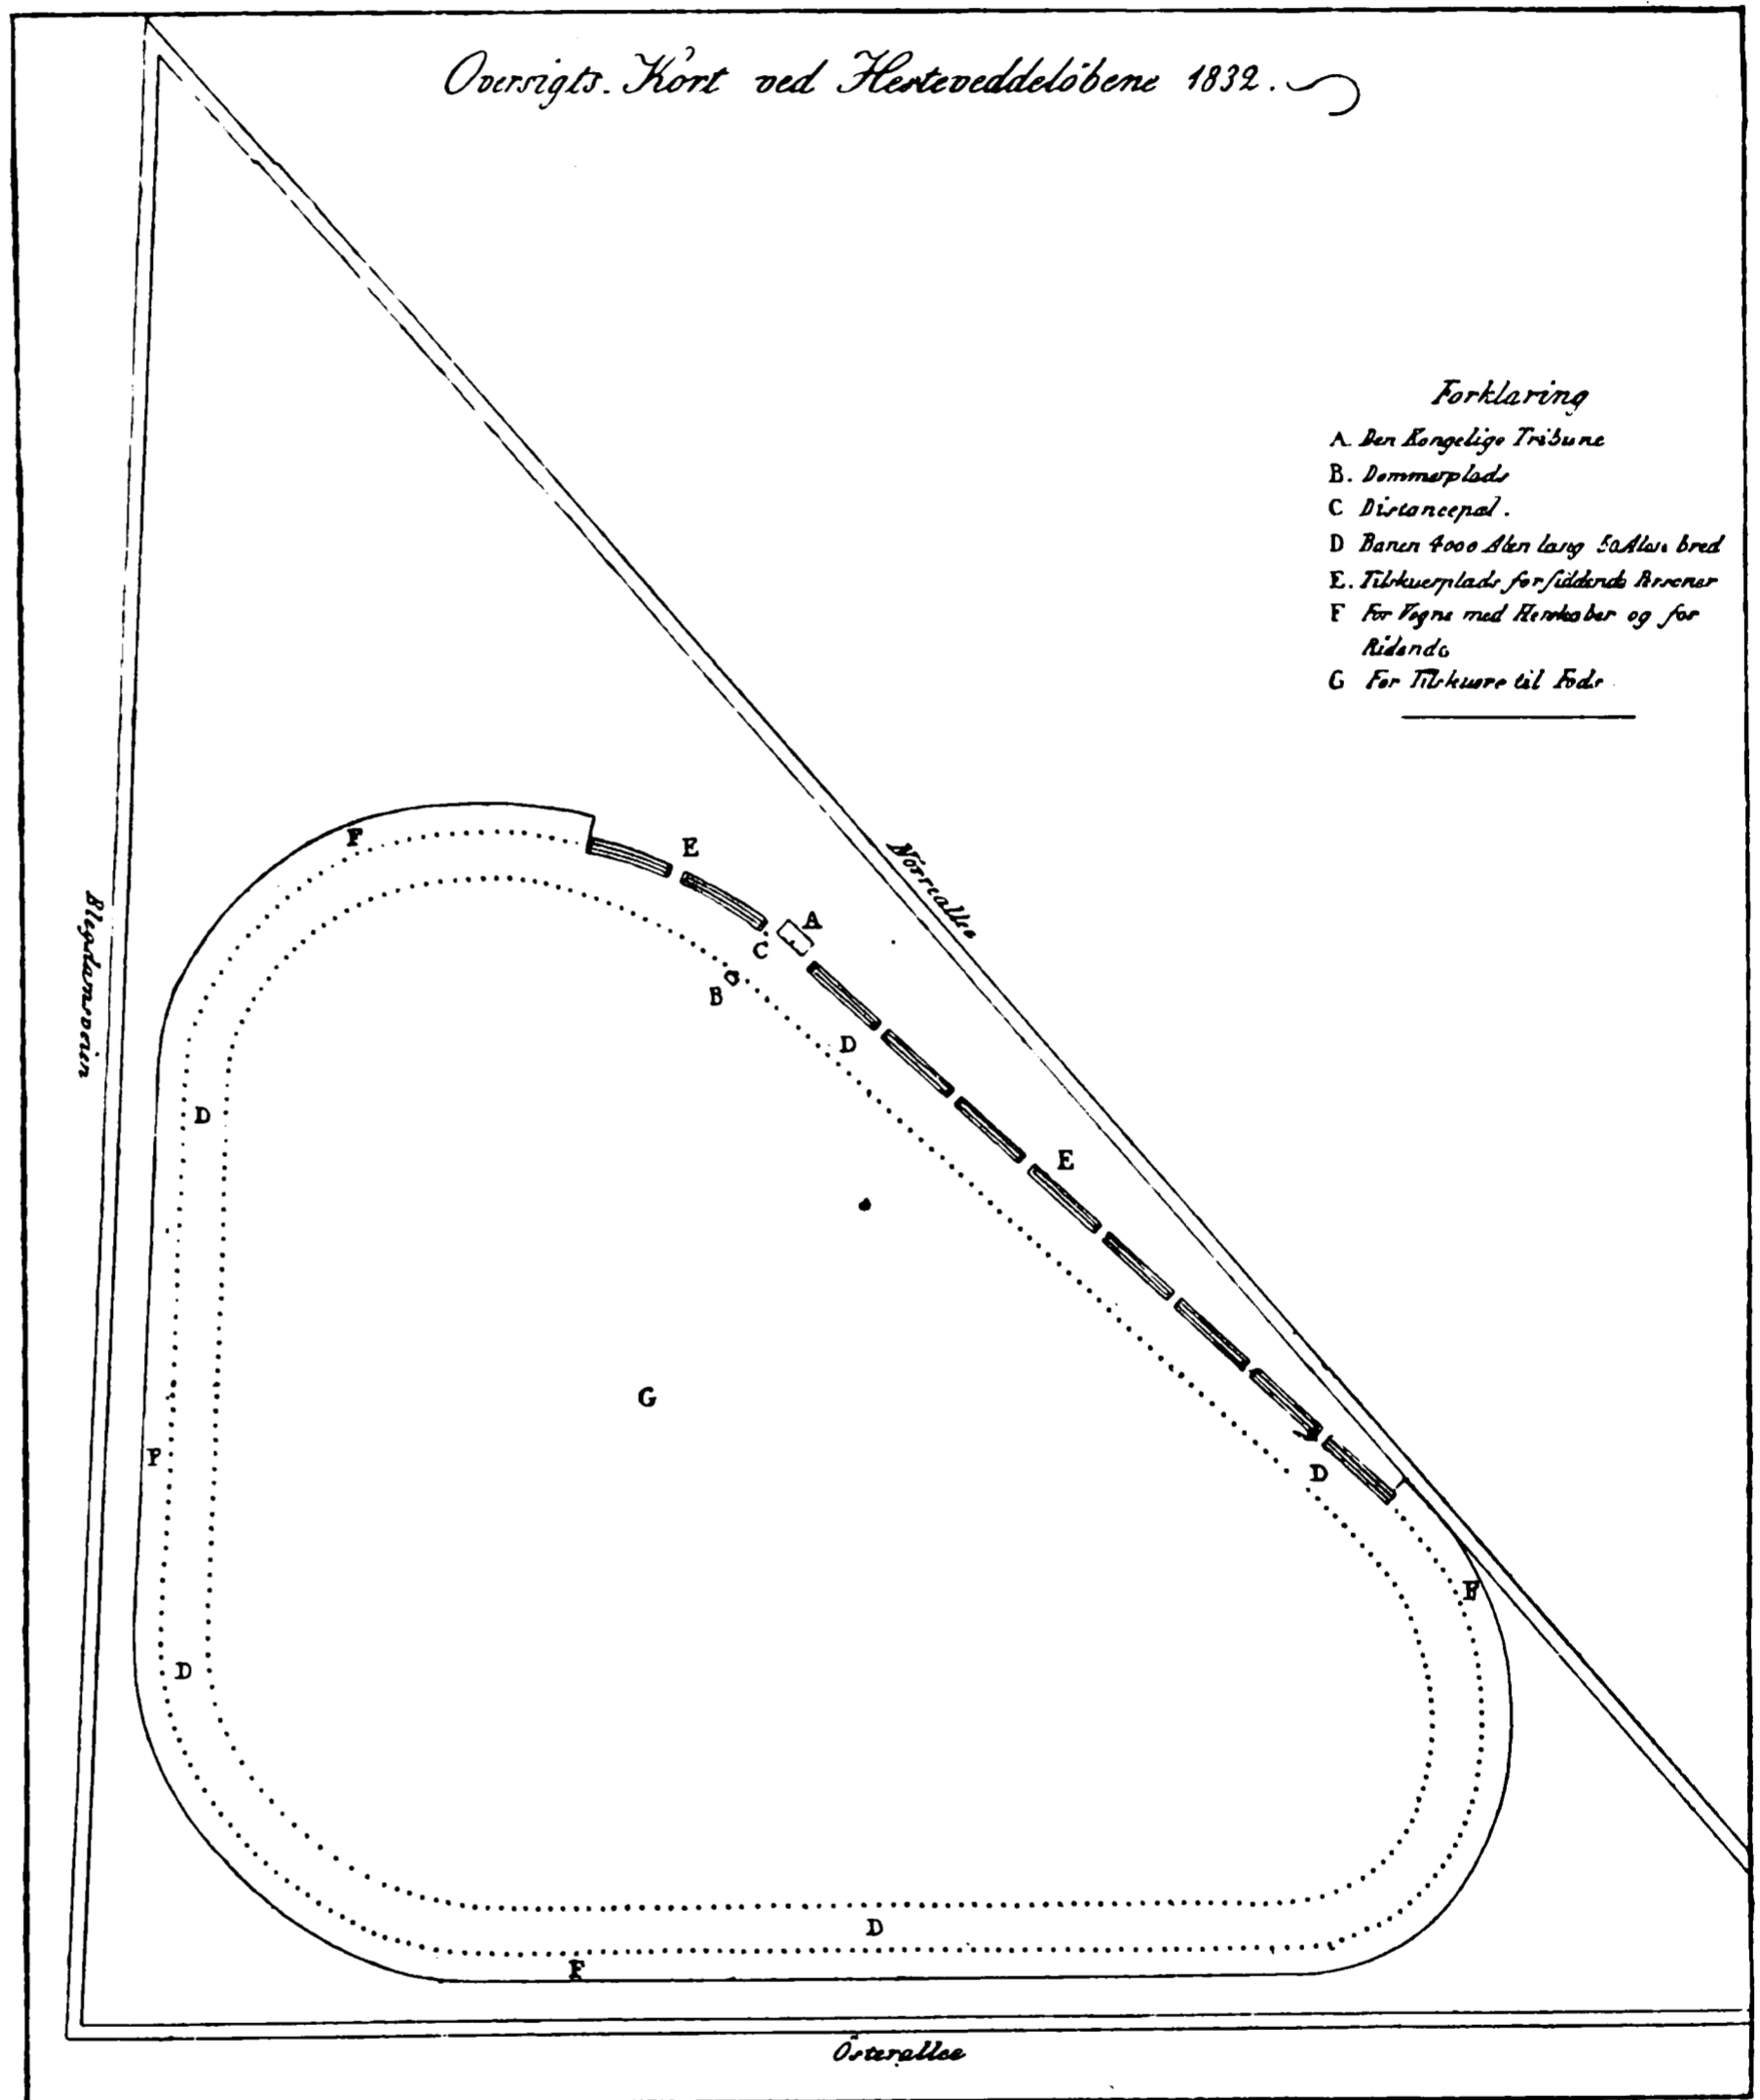 Oversigts-Kort ved Hesteveddelöbene 1832.
Forklaring
A. Den Kongelige Tribune
B. Dommerplads
C Distancepæl.
D Banen 4000 Alen lang 50 Alen bred
E. Tilskuerplads for siddende Personer
F For Vogne med Herskaber og for
Ridende
G For Tilskuere til Fods.
F
E
Nörreallee
A
C
B
Blegdamsveien
D
D
E
G
F
D
F
D
D
F
Österallee